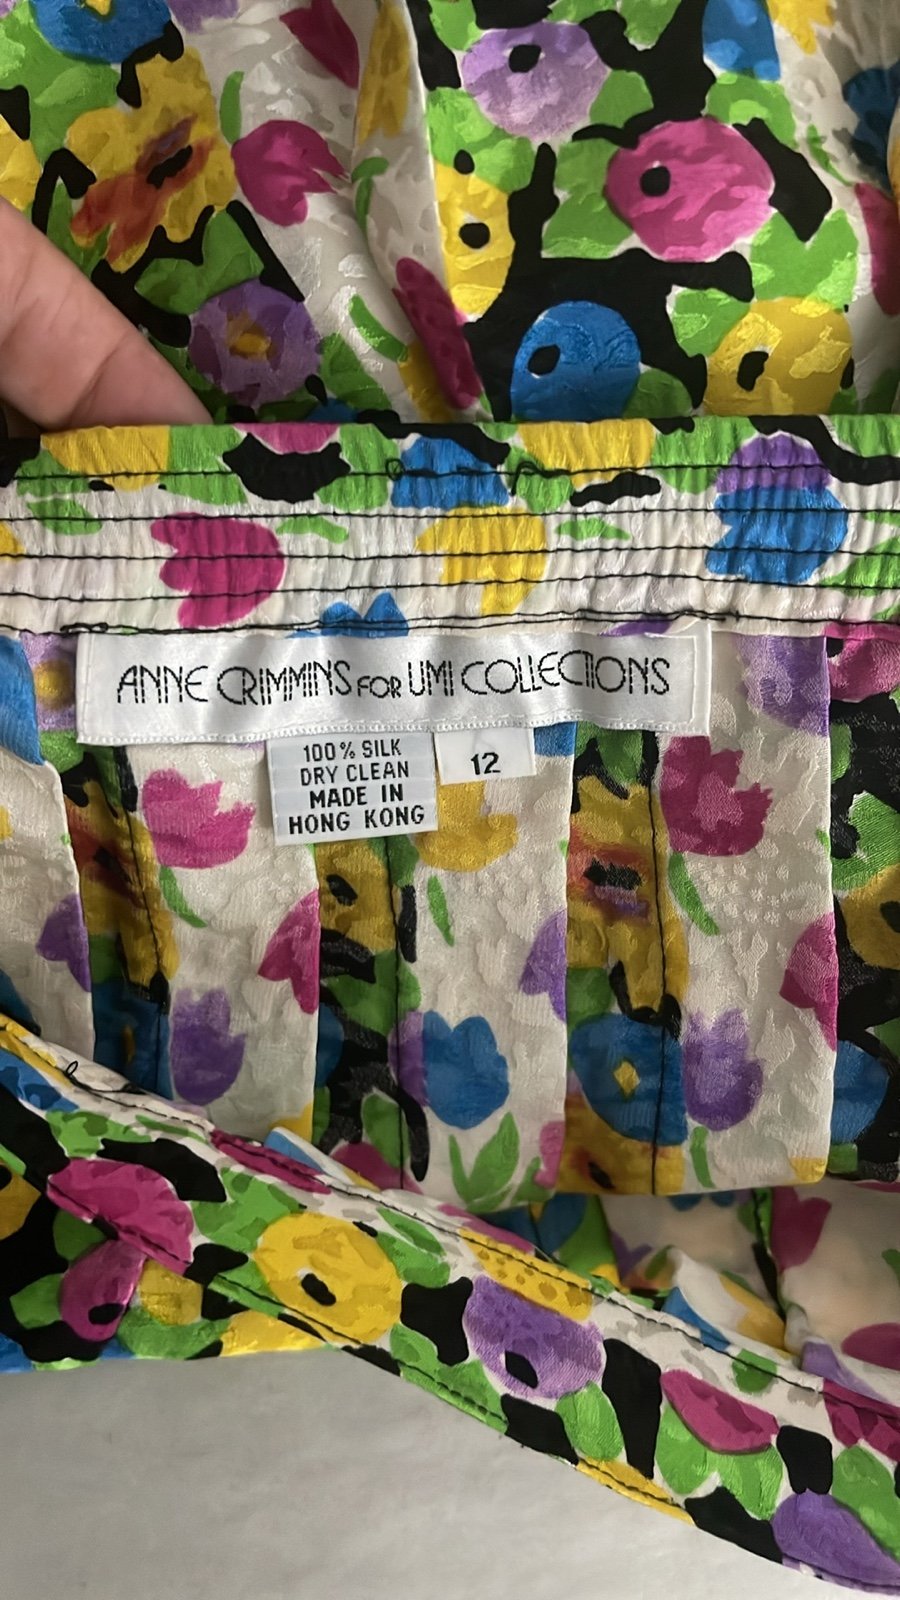 ANNE CRIMMINS FOR UMI COLLECTIONS
100% SILK
DRY CLEAN
MADE IN
HONG KONG
12